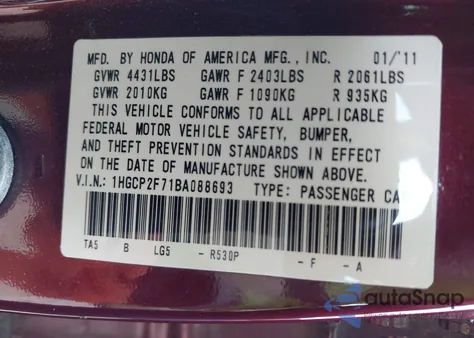 MFD. BY HONDA OF AMERICA MFG., INC. 01/'11
GVWR 4431LBS GAWR F 2403LBS R 2061LBS
GVWR 2010KG GAWR F 1090KG R 935KG
THIS VEHICLE CONFORMS TO ALL APPLICABLE
FEDERAL MOTOR VEHICLE SAFETY, BUMPER,
AND THEFT PREVENTION STANDARDS IN EFFECT
ON THE DATE OF MANUFACTURE SHOWN ABOVE.
V.I.N.: 1HGCP2F71BA088693 TYPE: PASSENGER CA
TA5 B LG5 - R530P - F - A
autoSnap